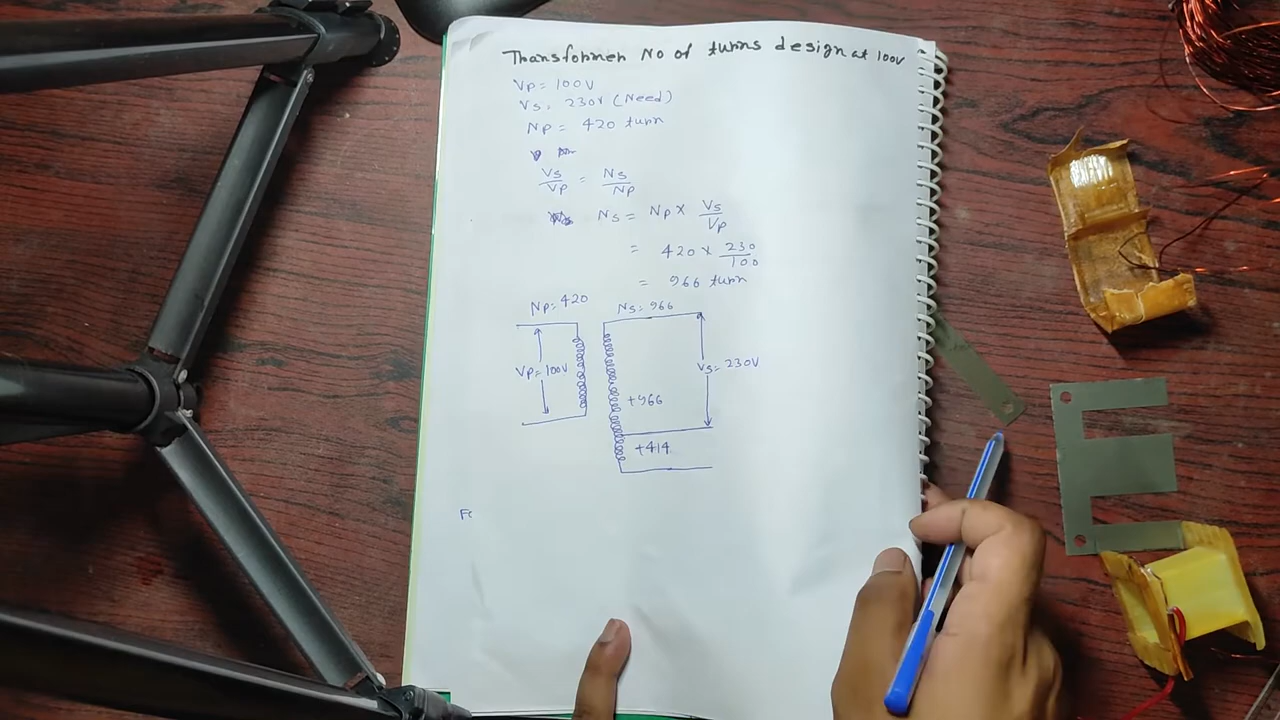 Transformer No of turns design at 100V
VP = 100V
VS = 230V (Need)
NP = 420 turn
VS/VP = NS/NP
NS = NP × VS/VP
= 420 × 230/100
= 966 turn
NP = 420 NS = 966
VP = 100V VS = 230V
+966
+414
Fo